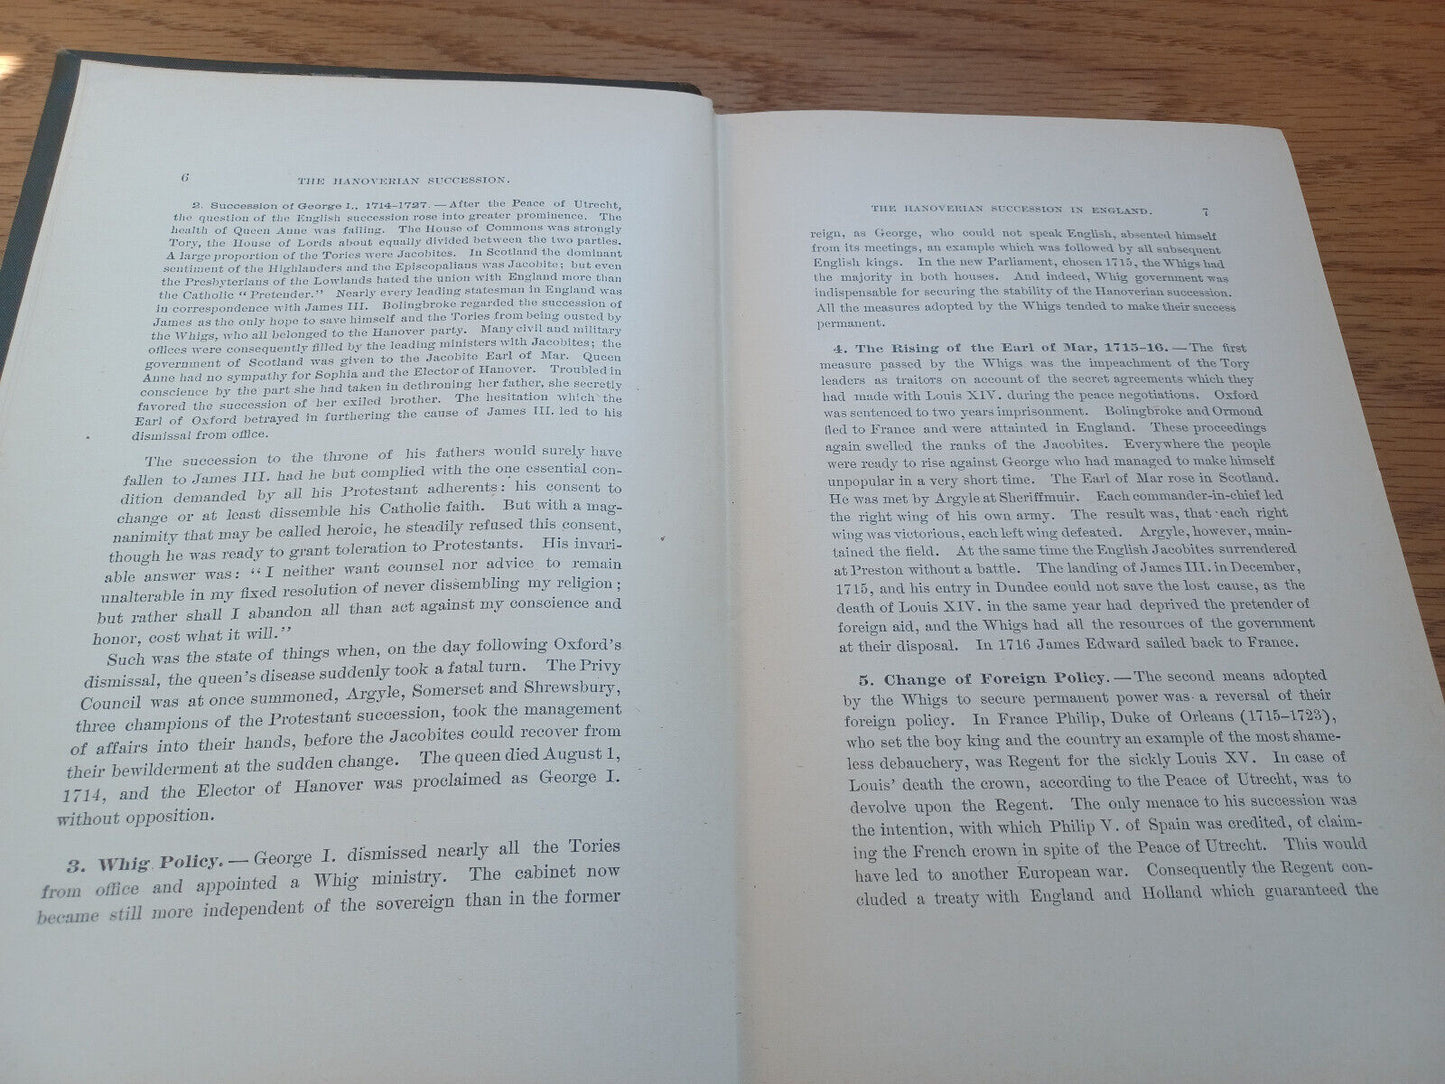 6
THE HANOVERIAN SUCCESSION.
2. Succession of George I., 1714–1727. — After the Peace of Utrecht,
the question of the English succession rose into greater prominence. The
health of Queen Anne was failing. The House of Commons was strongly
Tory, the House of Lords about equally divided between the two parties.
A large proportion of the Tories were Jacobites. In Scotland the dominant
sentiment of the Highlanders and the Episcopalians was Jacobite; but even
the Presbyterians of the Lowlands hated the union with England more than
the Catholic “Pretender.” Nearly every leading statesman in England was
in correspondence with James III. Bolingbroke regarded the succession of
James as the only hope to save himself and the Tories from being ousted by
the Whigs, who all belonged to the Hanover party. Many civil and military
offices were consequently filled by the leading ministers with Jacobites; the
government of Scotland was given to the Jacobite Earl of Mar. Queen
Anne had no sympathy for Sophia and the Elector of Hanover. Troubled in
conscience by the part she had taken in dethroning her father, she secretly
favored the succession of her exiled brother. The hesitation which the
Earl of Oxford betrayed in furthering the cause of James III. led to his
dismissal from office.
The succession to the throne of his fathers would surely have
fallen to James III. had he but complied with the one essential con-
dition demanded by all his Protestant adherents: his consent to
change or at least dissemble his Catholic faith. But with a mag-
nanimity that may be called heroic, he steadily refused this consent,
though he was ready to grant toleration to Protestants. His invari-
able answer was: “I neither want counsel nor advice to remain
unalterable in my fixed resolution of never dissembling my religion;
but rather shall I abandon all than act against my conscience and
honor, cost what it will.”
Such was the state of things when, on the day following Oxford’s
dismissal, the queen’s disease suddenly took a fatal turn. The Privy
Council was at once summoned, Argyle, Somerset and Shrewsbury,
three champions of the Protestant succession, took the management
of affairs into their hands, before the Jacobites could recover from
their bewilderment at the sudden change. The queen died August 1,
1714, and the Elector of Hanover was proclaimed as George I.
without opposition.
3. Whig Policy. — George I. dismissed nearly all the Tories
from office and appointed a Whig ministry. The cabinet now
became still more independent of the sovereign than in the former
THE HANOVERIAN SUCCESSION IN ENGLAND. 7
reign, as George, who could not speak English, absented himself
from its meetings, an example which was followed by all subsequent
English kings. In the new Parliament, chosen 1715, the Whigs had
the majority in both houses. And indeed, Whig government was
indispensable for securing the stability of the Hanoverian succession.
All the measures adopted by the Whigs tended to make their success
permanent.
4. The Rising of the Earl of Mar, 1715–16. — The first
measure passed by the Whigs was the impeachment of the Tory
leaders as traitors on account of the secret agreements which they
had made with Louis XIV. during the peace negotiations. Oxford
was sentenced to two years imprisonment. Bolingbroke and Ormond
fled to France and were attainted in England. These proceedings
again swelled the ranks of the Jacobites. Everywhere the people
were ready to rise against George who had managed to make himself
unpopular in a very short time. The Earl of Mar rose in Scotland.
He was met by Argyle at Sheriffmuir. Each commander-in-chief led
the right wing of his own army. The result was, that each right
wing was victorious, each left wing defeated. Argyle, however, main-
tained the field. At the same time the English Jacobites surrendered
at Preston without a battle. The landing of James III. in December,
1715, and his entry in Dundee could not save the lost cause, as the
death of Louis XIV. in the same year had deprived the pretender of
foreign aid, and the Whigs had all the resources of the government
at their disposal. In 1716 James Edward sailed back to France.
5. Change of Foreign Policy. — The second means adopted
by the Whigs to secure permanent power was a reversal of their
foreign policy. In France Philip, Duke of Orleans (1715–1723),
who set the boy king and the country an example of the most shame-
less debauchery, was Regent for the sickly Louis XV. In case of
Louis’ death the crown, according to the Peace of Utrecht, was to
devolve upon the Regent. The only menace to his succession was
the intention, with which Philip V. of Spain was credited, of claim-
ing the French crown in spite of the Peace of Utrecht. This would
have led to another European war. Consequently the Regent con-
cluded a treaty with England and Holland which guaranteed the